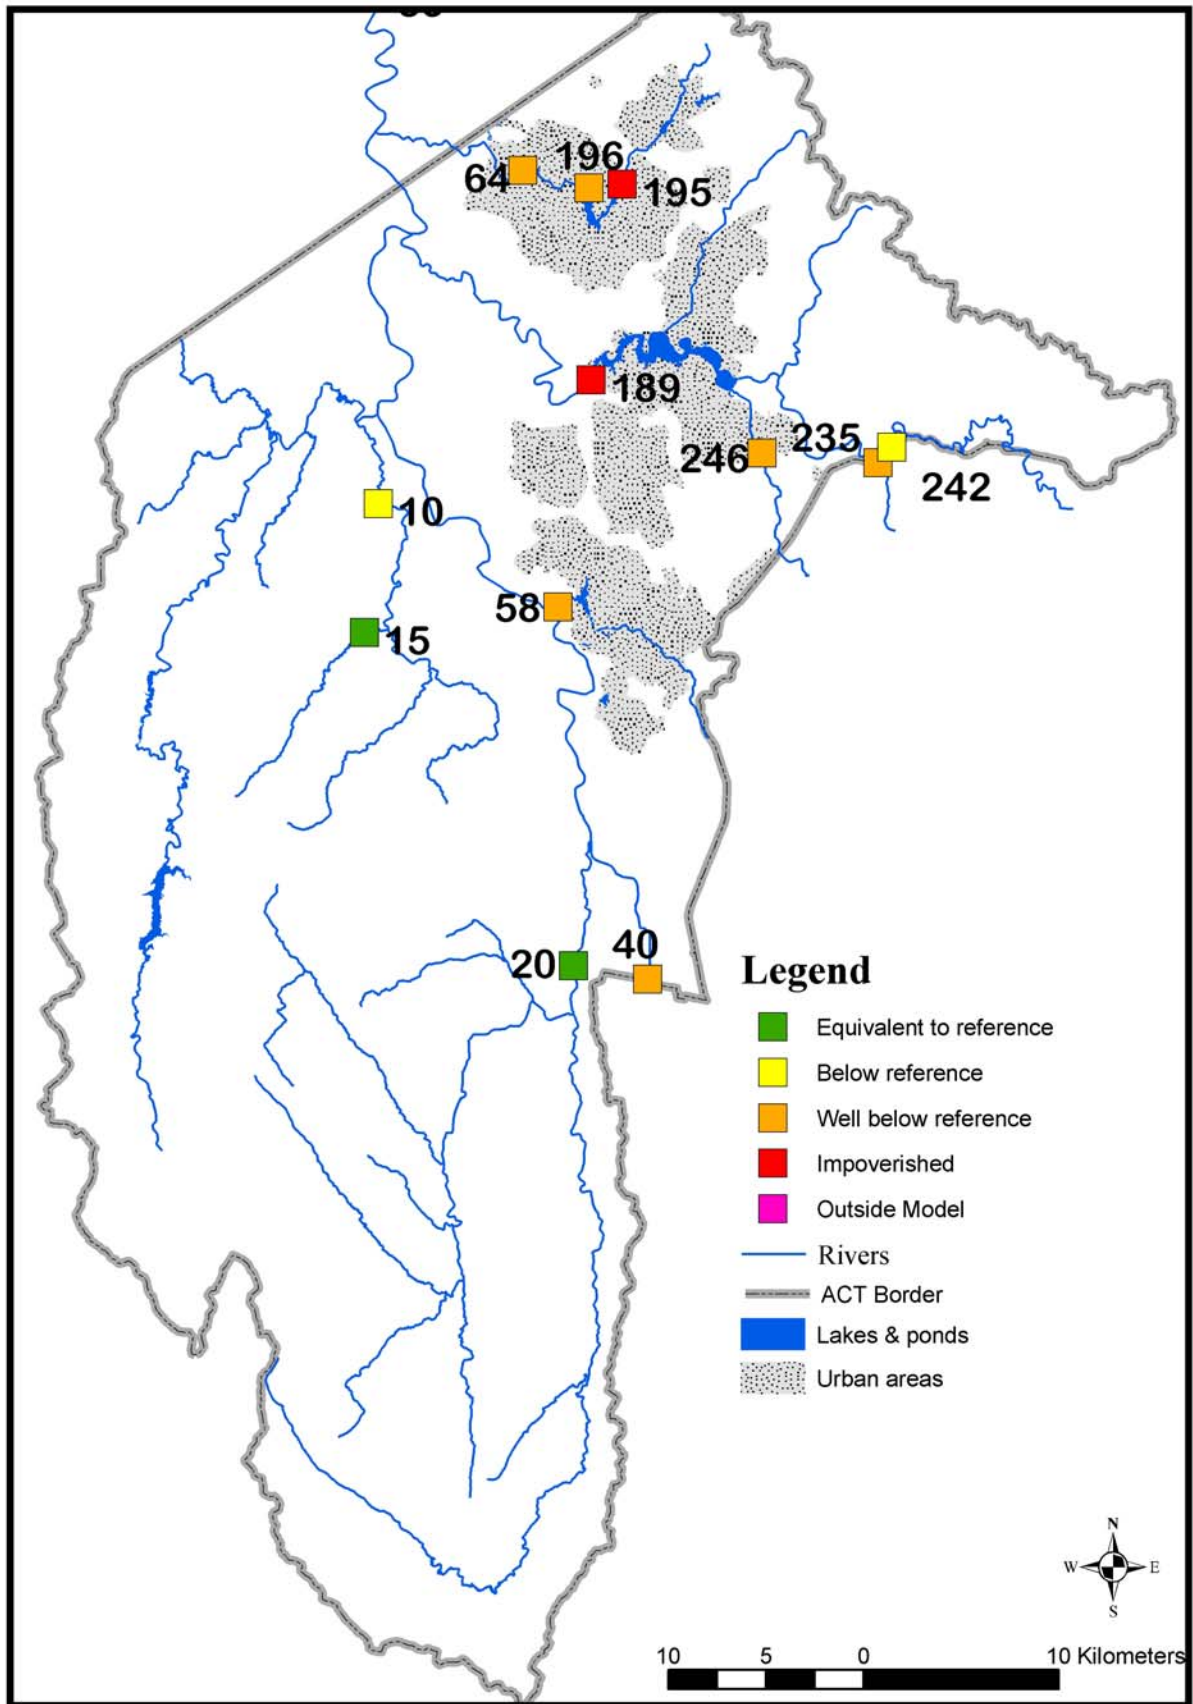 196
64
195
189
235
246
242
10
58
15
40
20
Legend
Equivalent to reference
Below reference
Well below reference
Impoverished
Outside Model
Rivers
ACT Border
Lakes & ponds
Urban areas
N
W E
S
10 5 0 10 Kilometers